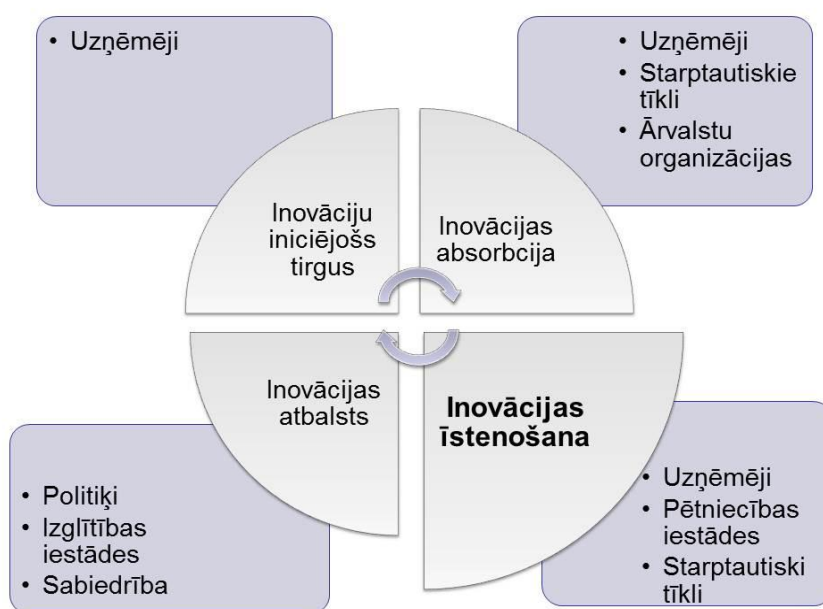 • Uzņēmēji
• Uzņēmēji
• Starptautiskie
tīkli
• Ārvalstu
organizācijas
Inovāciju
iniciējošs
tirgus
Inovācijas
absorbcija
Inovācijas
atbalsts
Inovācijas
īstenošana
• Politiķi
• Izglītības
iestādes
• Sabiedrība
• Uzņēmēji
• Pētniecības
iestādes
• Starptautiski
tīkli